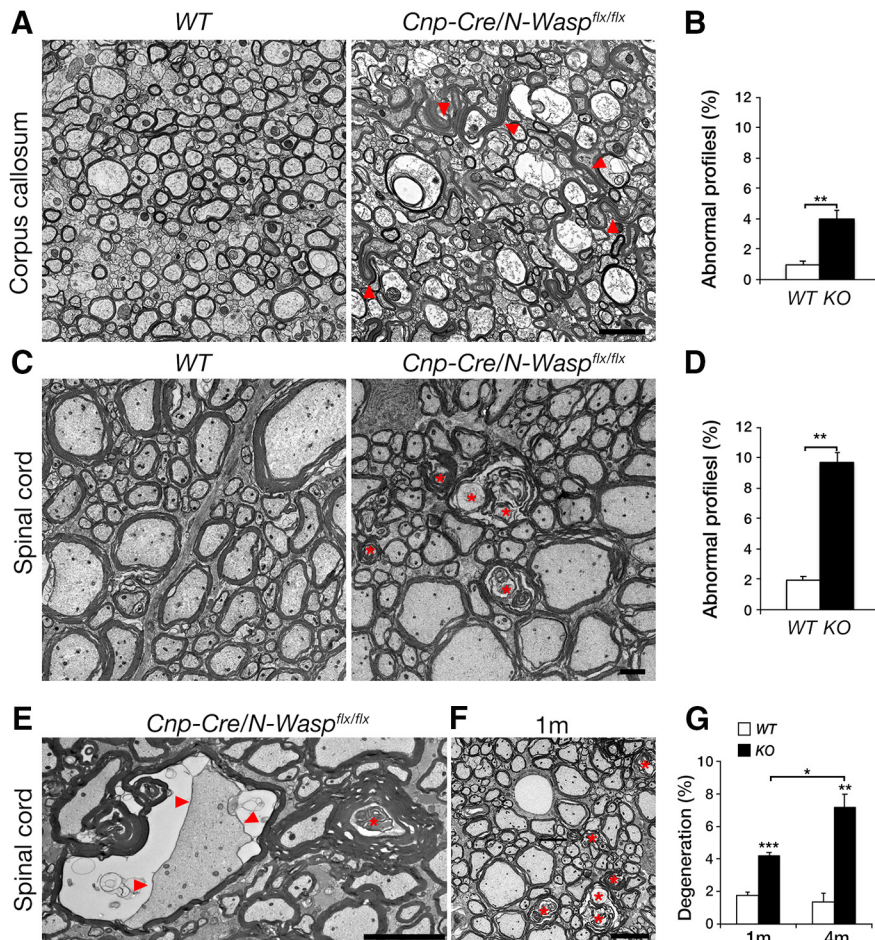 A
WT
Cnp-Cre/N-Wasp^flx/flx
Corpus callosum
B
Abnormal profilesl (%)
12
10
8
6
4
2
0
**
WT KO
C
WT
Cnp-Cre/N-Wasp^flx/flx
Spinal cord
*
*
*
*
*
D
Abnormal profilesl (%)
12
10
8
6
4
2
0
**
WT KO
E
Cnp-Cre/N-Wasp^flx/flx
Spinal cord
*
F
1m
*
*
*
*
*
*
G
WT
KO
Degeneration (%)
10
8
6
4
2
0
***
*
**
1m
4m